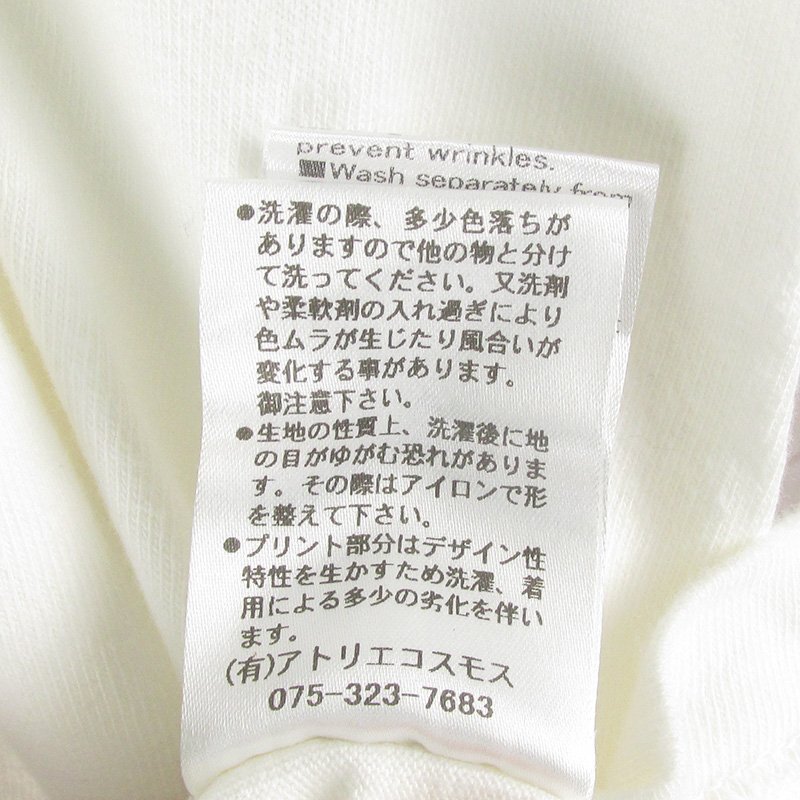 prevent wrinkles.
■Wash separately from
●洗濯の際、多少色落ちが
ありますので他の物と分け
て洗ってください。又洗剤
や柔軟剤の入れ過ぎにより
色ムラが生じたり風合いが
変化する事があります。
御注意下さい。
●生地の性質上、洗濯後に地
の目がゆがむ恐れがありま
す。その際はアイロンで形
を整えて下さい。
●プリント部分はデザイン性
特性を生かすため洗濯、着
用による多少の劣化を伴い
ます。
(有)アトリエコスモス
075-323-7683